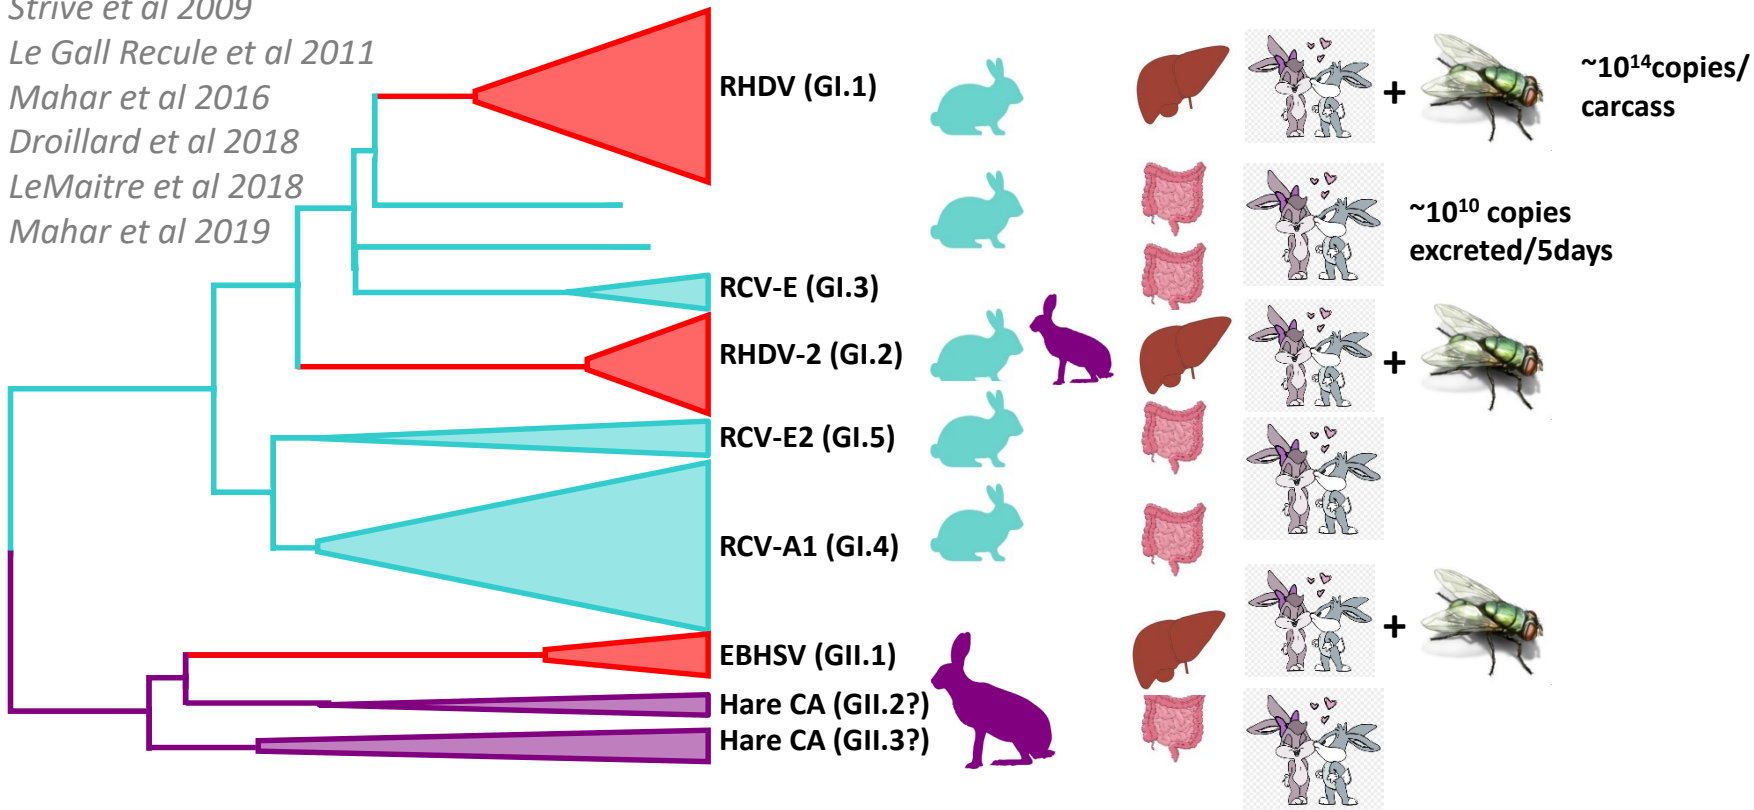 Strive et al 2009
Le Gall Recule et al 2011
Mahar et al 2016
Droillard et al 2018
LeMaitre et al 2018
Mahar et al 2019
RHDV (GI.1)
+
~10¹⁴copies/
carcass
~10¹⁰ copies
excreted/5days
RCV-E (GI.3)
RHDV-2 (GI.2)
+
RCV-E2 (GI.5)
RCV-A1 (GI.4)
+
EBHSV (GII.1)
Hare CA (GII.2?)
Hare CA (GII.3?)